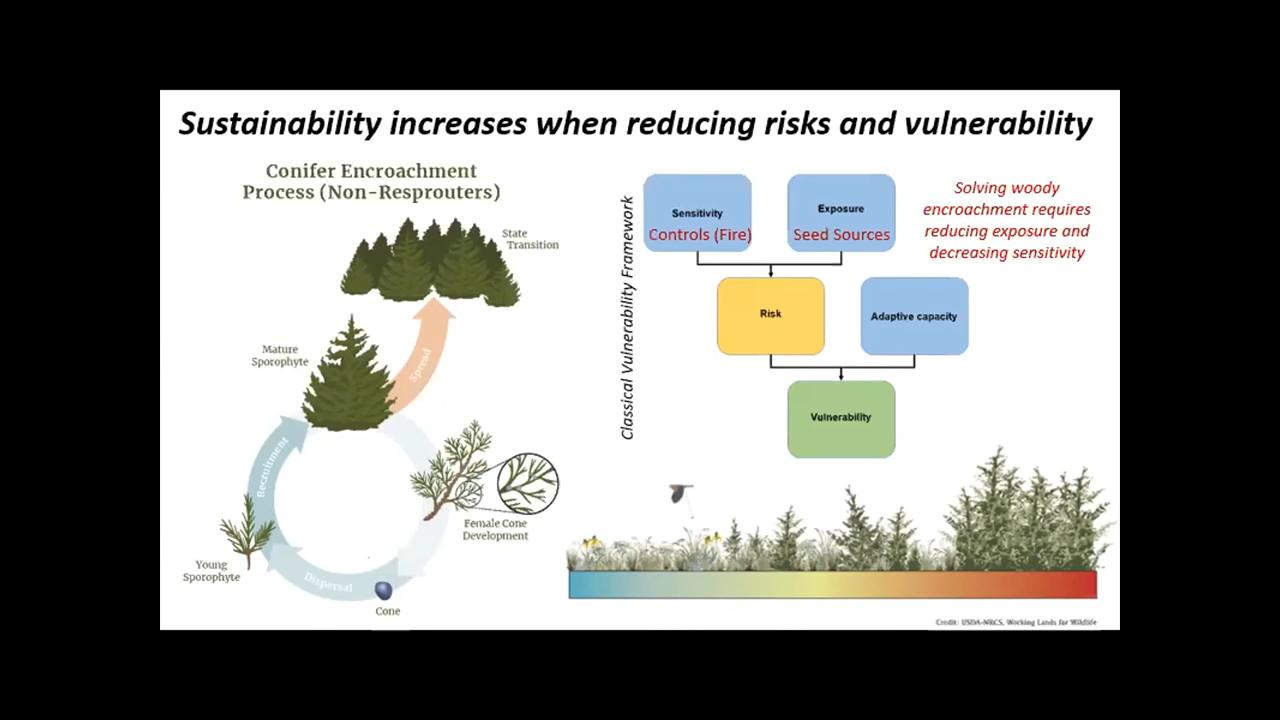 Sustainability increases when reducing risks and vulnerability
Conifer Encroachment
Process (Non-Resprouters)
State
Transition
Mature
Sporophyte
Spread
Recruitment
Female Cone
Development
Young
Sporophyte
Dispersal
Cone
Classical Vulnerability Framework
Sensitivity
Controls (Fire)
Exposure
Seed Sources
Solving woody
encroachment requires
reducing exposure and
decreasing sensitivity
Risk
Adaptive capacity
Vulnerability
Credit: USDA-NRCS, Working Lands for Wildlife